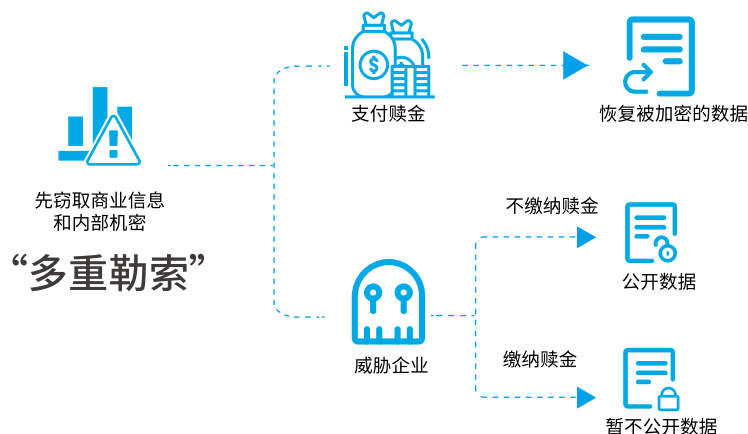 支付赎金
恢复被加密的数据
先窃取商业信息
和内部机密
“多重勒索”
不缴纳赎金
公开数据
威胁企业
缴纳赎金
暂不公开数据